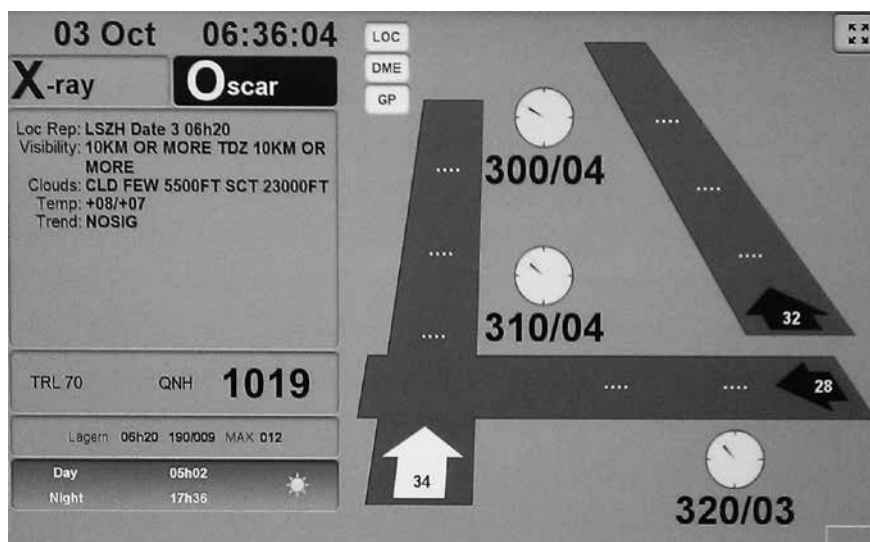 03 Oct 06:36:04
X-ray
Oscar
Loc Rep: LSZH Date 3 06h20
Visibility: 10KM OR MORE TDZ 10KM OR
MORE
Clouds: CLD FEW 5500FT SCT 23000FT
Temp: +08/+07
Trend: NOSIG
TRL 70 QNH 1019
Lägern 06h20 190/009 MAX 012
Day 05h02
Night 17h36
LOC
DME
GP
300/04
310/04
32
28
34
320/03